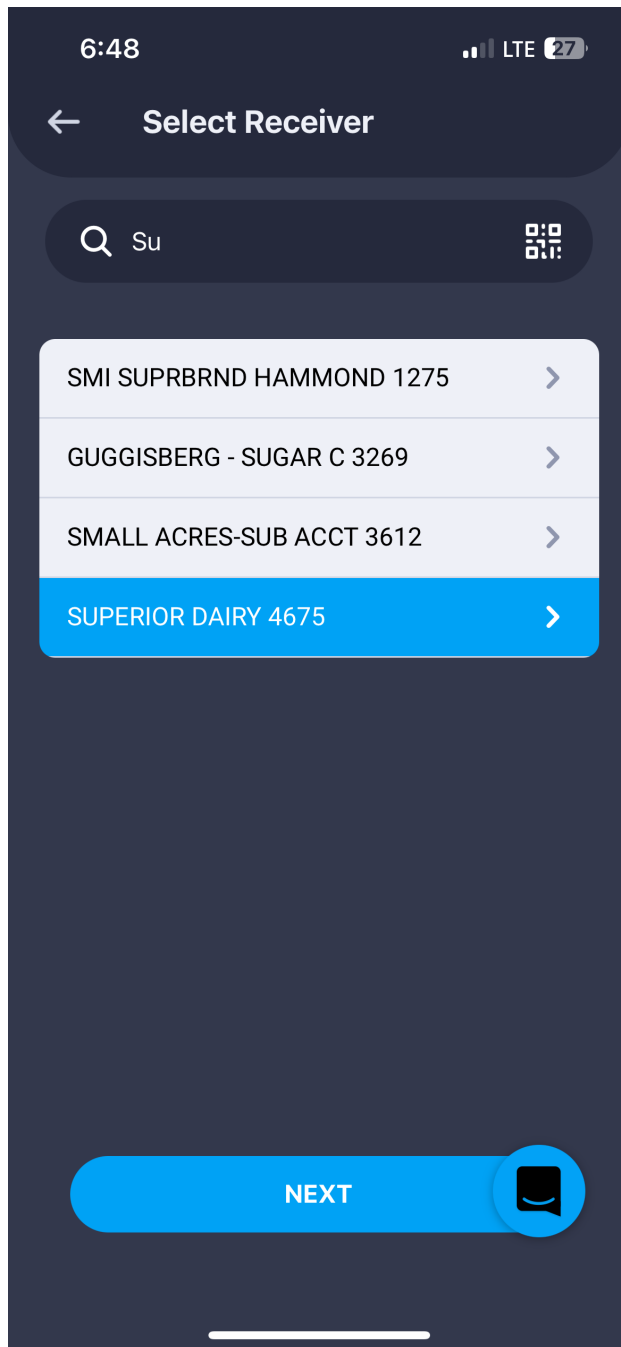 6:48
LTE 27
Select Receiver
Su
SMI SUPRBRND HAMMOND 1275
GUGGISBERG - SUGAR C 3269
SMALL ACRES-SUB ACCT 3612
SUPERIOR DAIRY 4675
NEXT